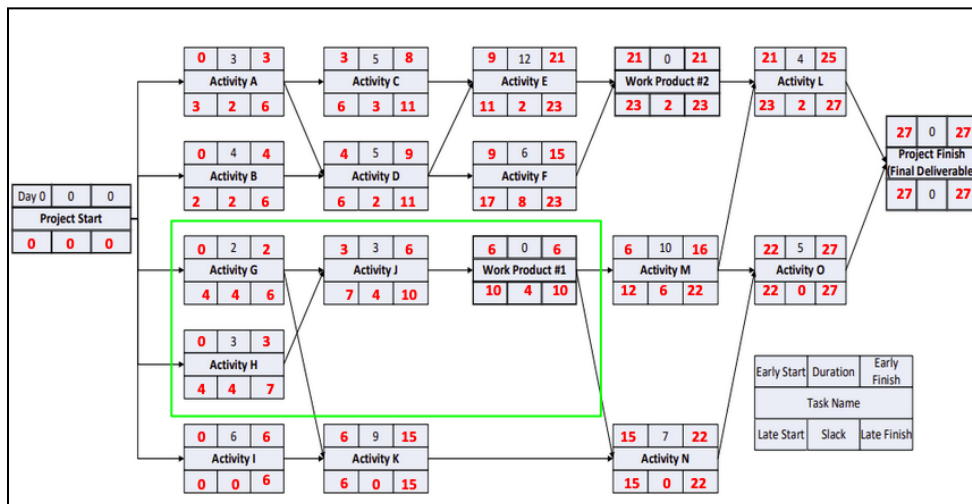 0 3 3
Activity A
3 2 6
3 5 8
Activity C
6 3 11
9 12 21
Activity E
11 2 23
21 0 21
Work Product #2
23 2 23
21 4 25
Activity L
23 2 27
27 0 27
Project Finish
(Final Deliverable
27 0 27
0 4 4
Activity B
2 2 6
4 5 9
Activity D
6 2 11
9 6 15
Activity F
17 8 23
Day 0 0 0
Project Start
0 0 0
0 2 2
Activity G
4 4 6
3 3 6
Activity J
7 4 10
6 0 6
Work Product #1
10 4 10
6 10 16
Activity M
12 6 22
22 5 27
Activity O
22 0 27
0 3 3
Activity H
4 4 7
0 6 6
Activity I
0 0 6
6 9 15
Activity K
6 0 15
15 7 22
Activity N
15 0 22
Early Start Duration Early
Finish
Task Name
Late Start Slack Late Finish